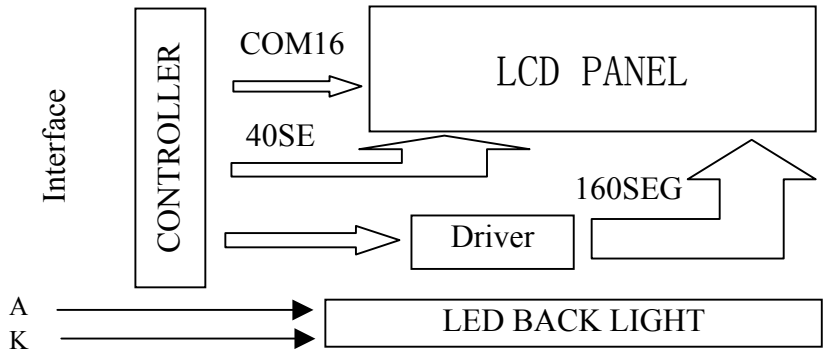 Interface
CONTROLLER
COM16
LCD PANEL
40SE
160SEG
Driver
A
K
LED BACK LIGHT